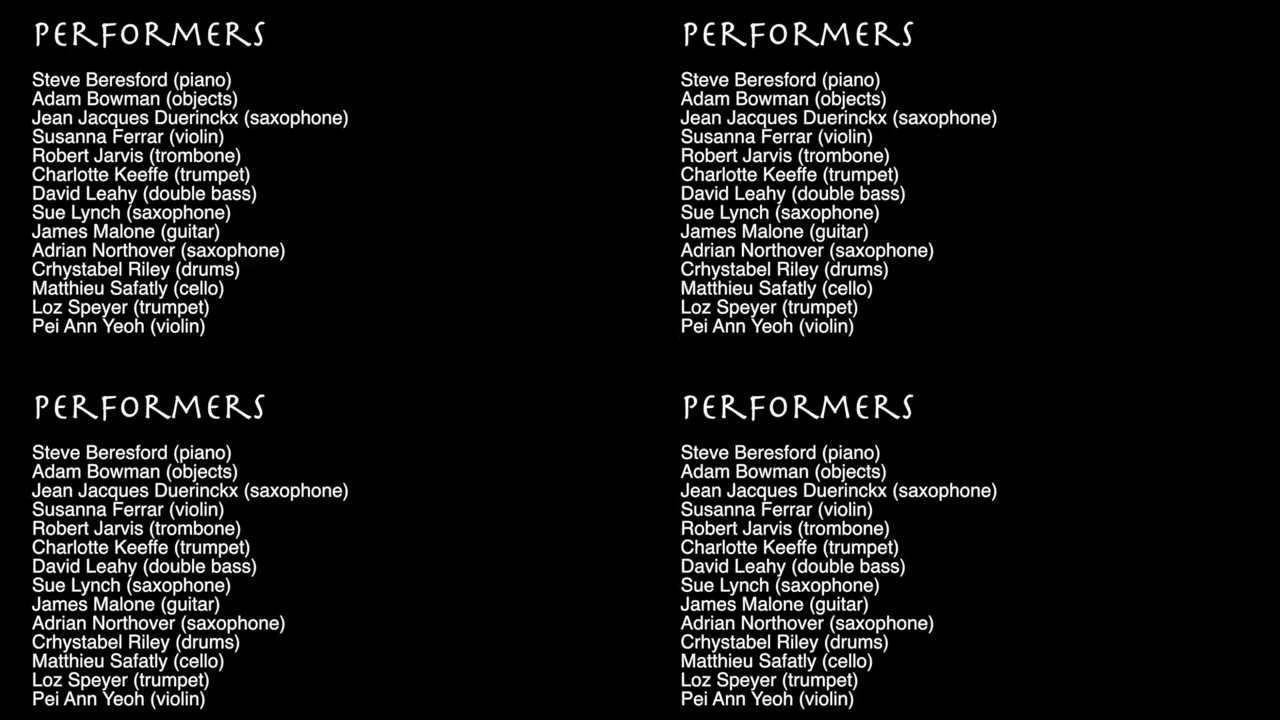 PERFORMERS
Steve Beresford (piano)
Adam Bowman (objects)
Jean Jacques Duerinckx (saxophone)
Susanna Ferrar (violin)
Robert Jarvis (trombone)
Charlotte Keeffe (trumpet)
David Leahy (double bass)
Sue Lynch (saxophone)
James Malone (guitar)
Adrian Northover (saxophone)
Crhystabel Riley (drums)
Matthieu Safatly (cello)
Loz Speyer (trumpet)
Pei Ann Yeoh (violin)
PERFORMERS
Steve Beresford (piano)
Adam Bowman (objects)
Jean Jacques Duerinckx (saxophone)
Susanna Ferrar (violin)
Robert Jarvis (trombone)
Charlotte Keeffe (trumpet)
David Leahy (double bass)
Sue Lynch (saxophone)
James Malone (guitar)
Adrian Northover (saxophone)
Crhystabel Riley (drums)
Matthieu Safatly (cello)
Loz Speyer (trumpet)
Pei Ann Yeoh (violin)
PERFORMERS
Steve Beresford (piano)
Adam Bowman (objects)
Jean Jacques Duerinckx (saxophone)
Susanna Ferrar (violin)
Robert Jarvis (trombone)
Charlotte Keeffe (trumpet)
David Leahy (double bass)
Sue Lynch (saxophone)
James Malone (guitar)
Adrian Northover (saxophone)
Crhystabel Riley (drums)
Matthieu Safatly (cello)
Loz Speyer (trumpet)
Pei Ann Yeoh (violin)
PERFORMERS
Steve Beresford (piano)
Adam Bowman (objects)
Jean Jacques Duerinckx (saxophone)
Susanna Ferrar (violin)
Robert Jarvis (trombone)
Charlotte Keeffe (trumpet)
David Leahy (double bass)
Sue Lynch (saxophone)
James Malone (guitar)
Adrian Northover (saxophone)
Crhystabel Riley (drums)
Matthieu Safatly (cello)
Loz Speyer (trumpet)
Pei Ann Yeoh (violin)